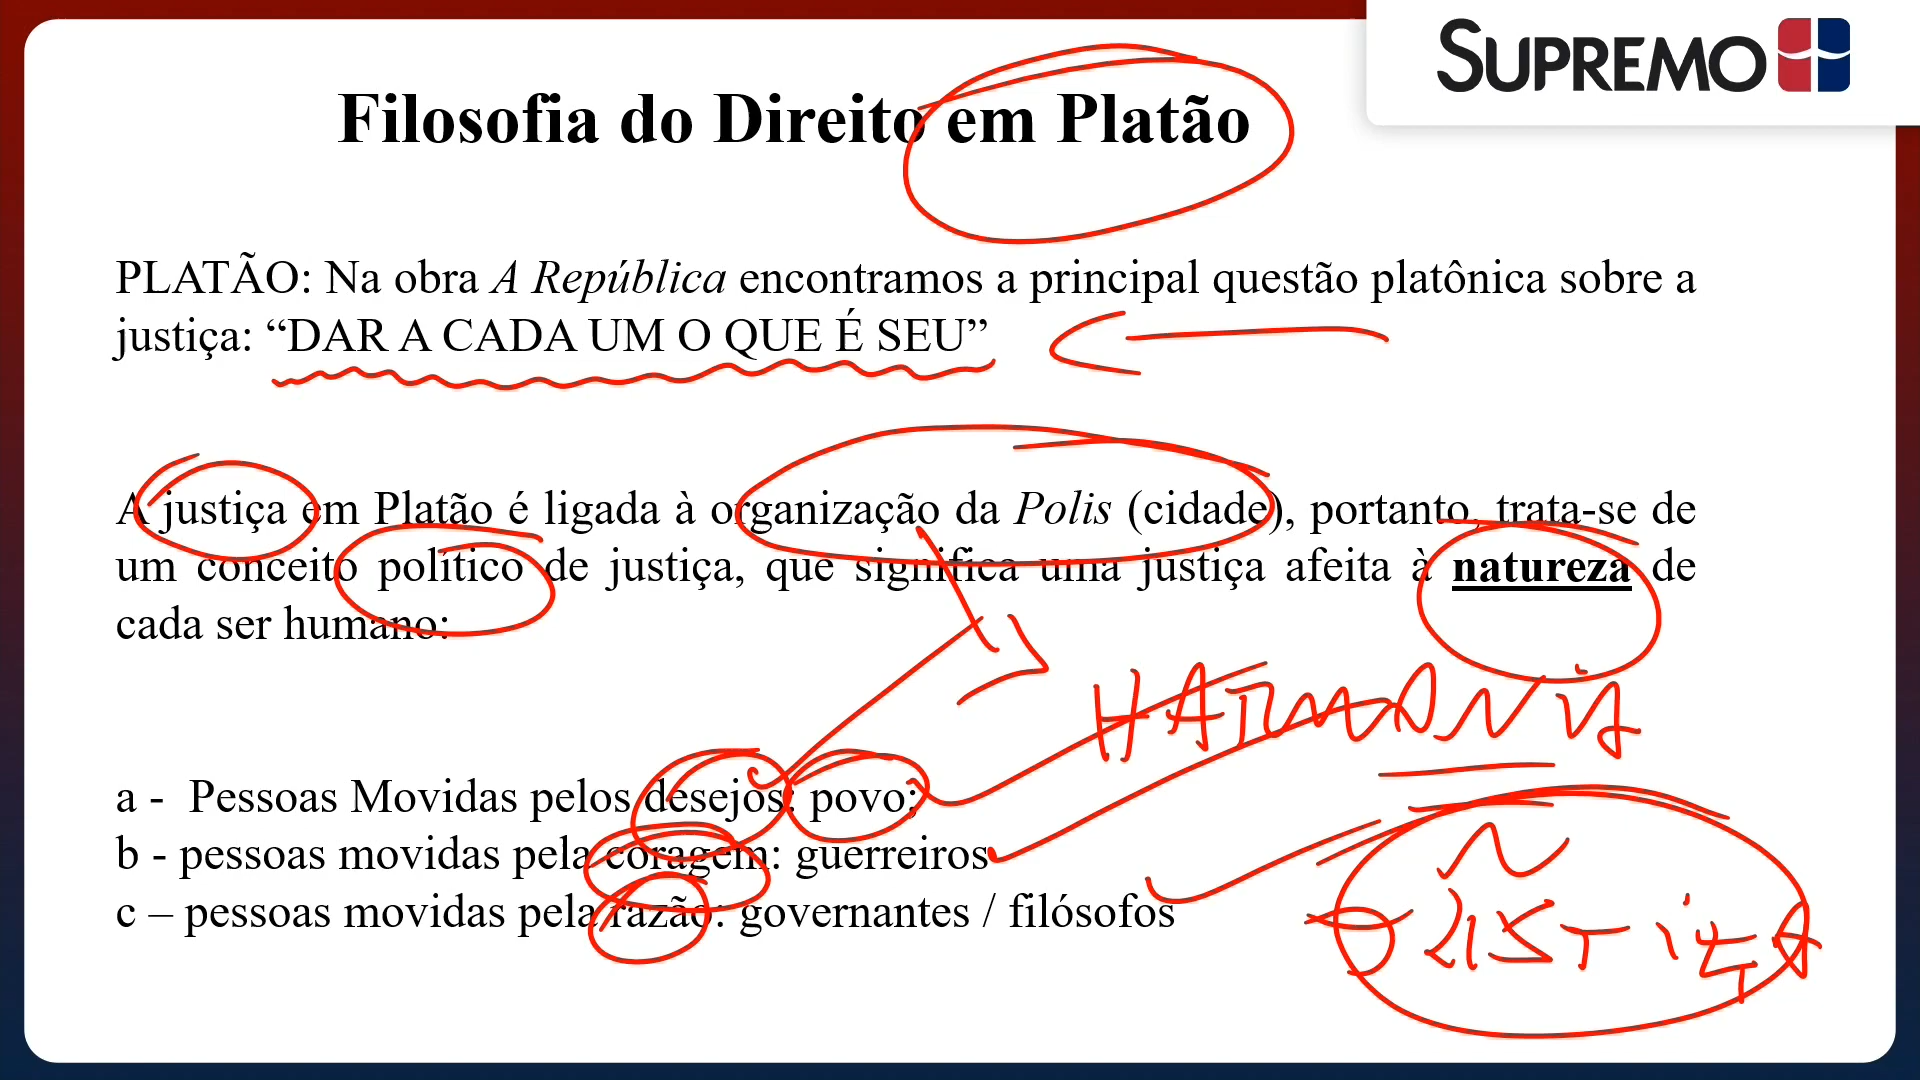 SUPREMO
Filosofia do Direito em Platão
PLATÃO: Na obra A República encontramos a principal questão platônica sobre a
justiça: “DAR A CADA UM O QUE É SEU”
A justiça em Platão é ligada à organização da Polis (cidade), portanto, trata-se de
um conceito político de justiça, que significa uma justiça afeita à natureza de
cada ser humano:
HARMONIA
a - Pessoas Movidas pelos desejos: povo;
b - pessoas movidas pela coragem: guerreiros
c – pessoas movidas pela razão: governantes / filósofos
JUSTiÇA